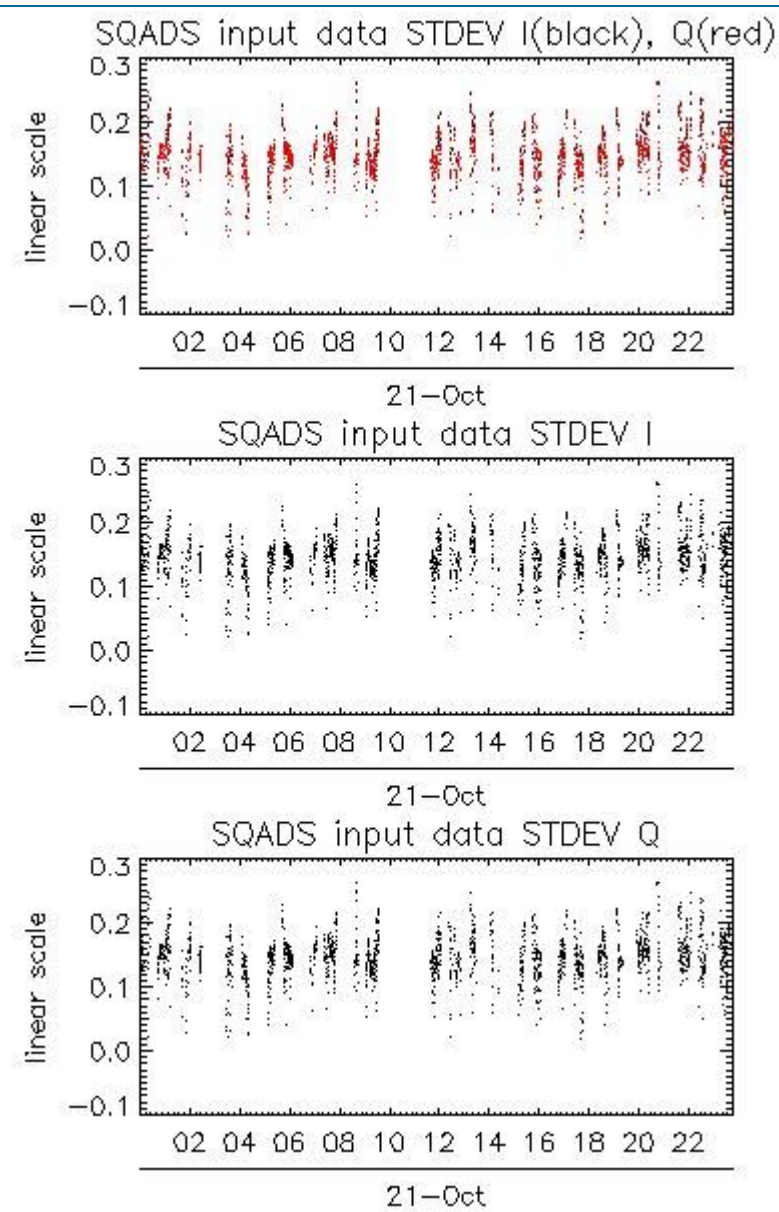 SQADS input data STDEV I(black), Q(red)
linear scale
0.3
0.2
0.1
0.0
-0.1
02 04 06 08 10 12 14 16 18 20 22
21-Oct
SQADS input data STDEV I
linear scale
0.3
0.2
0.1
0.0
-0.1
02 04 06 08 10 12 14 16 18 20 22
21-Oct
SQADS input data STDEV Q
linear scale
0.3
0.2
0.1
0.0
-0.1
02 04 06 08 10 12 14 16 18 20 22
21-Oct